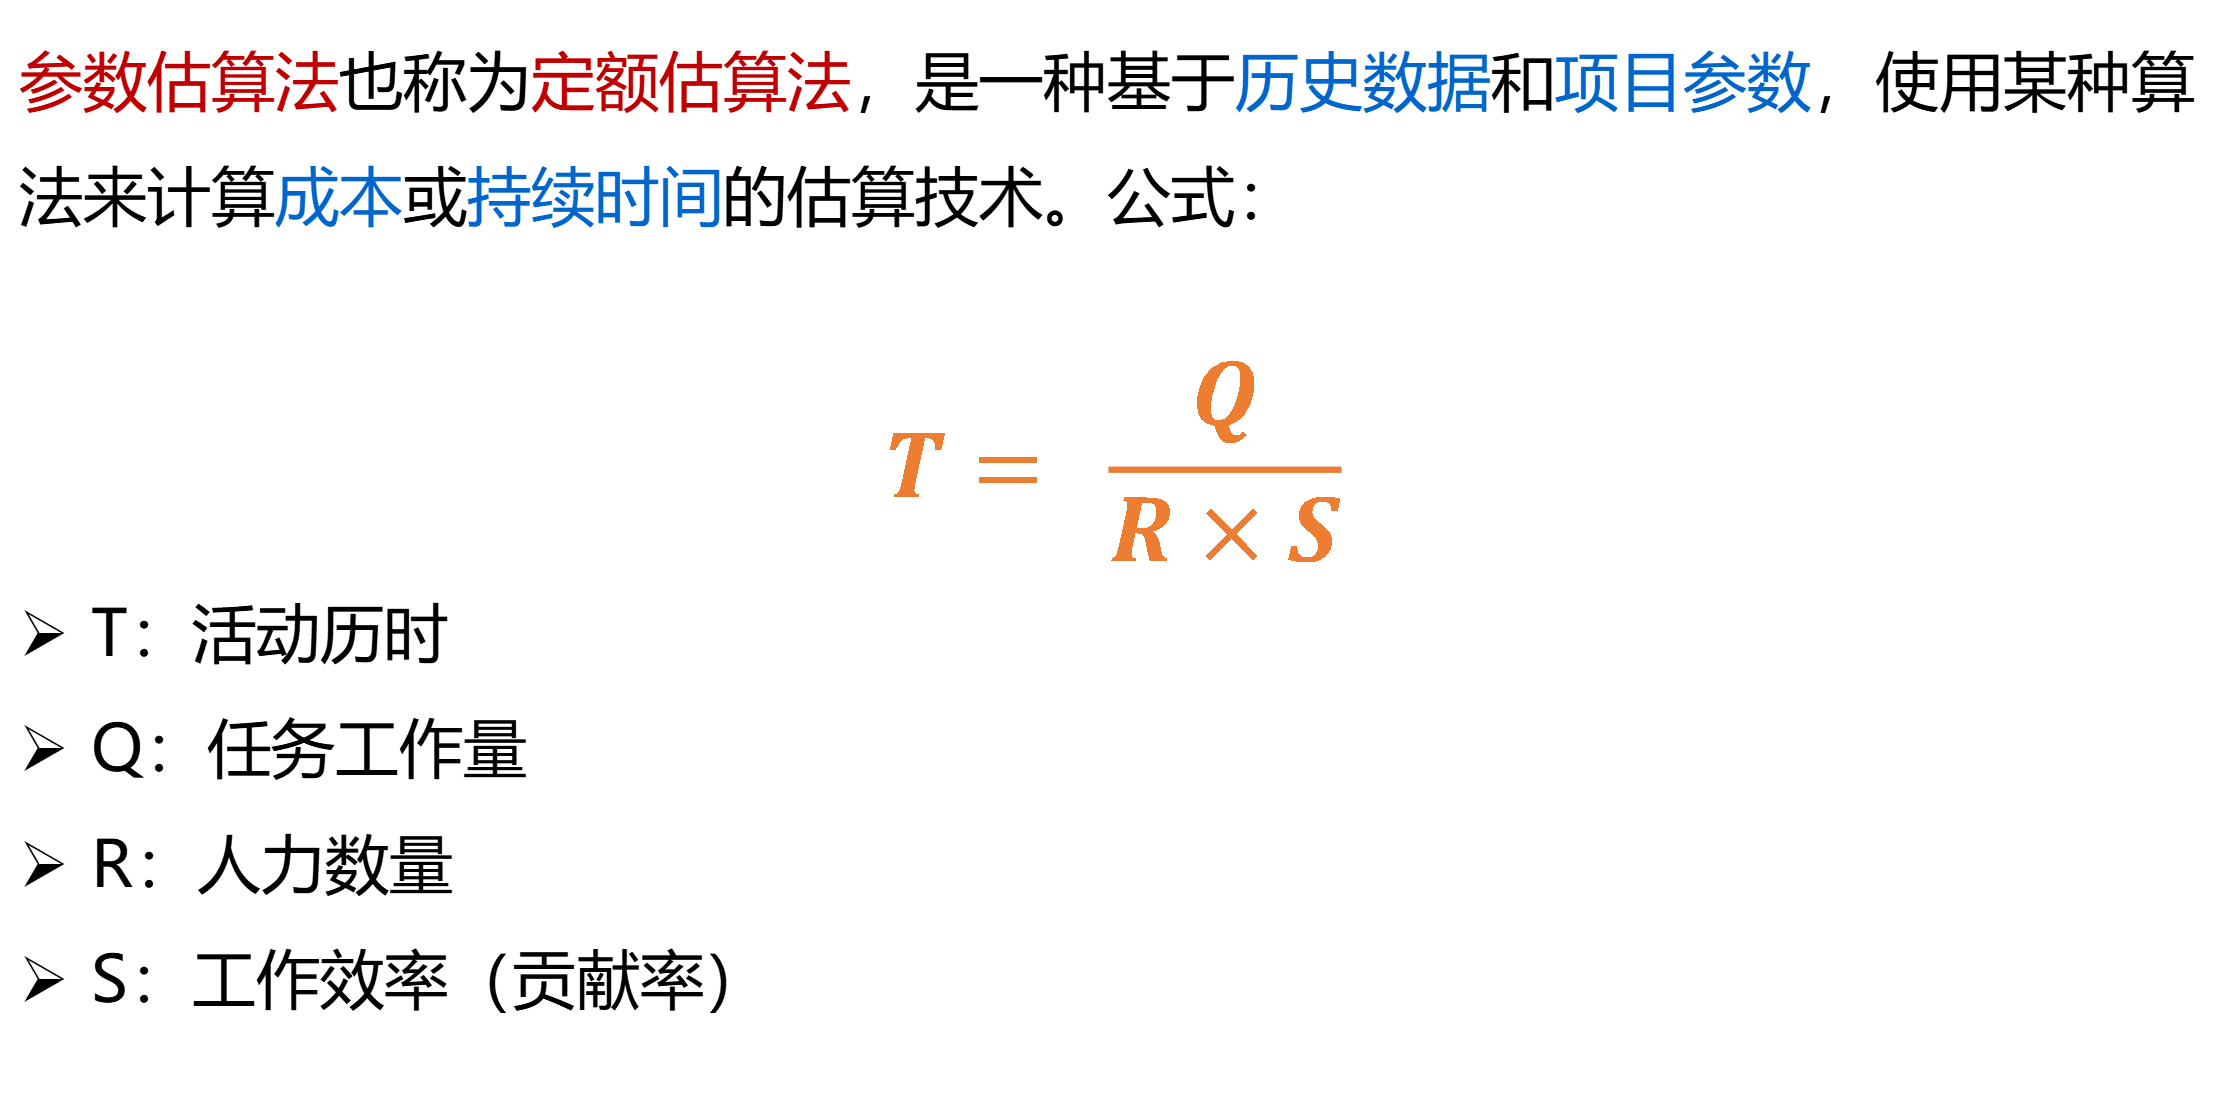 参数估算法也称为定额估算法，是一种基于历史数据和项目参数，使用某种算
法来计算成本或持续时间的估算技术。公式：
Q
T =
R × S
➢ T：活动历时
➢ Q：任务工作量
➢ R：人力数量
➢ S：工作效率（贡献率）